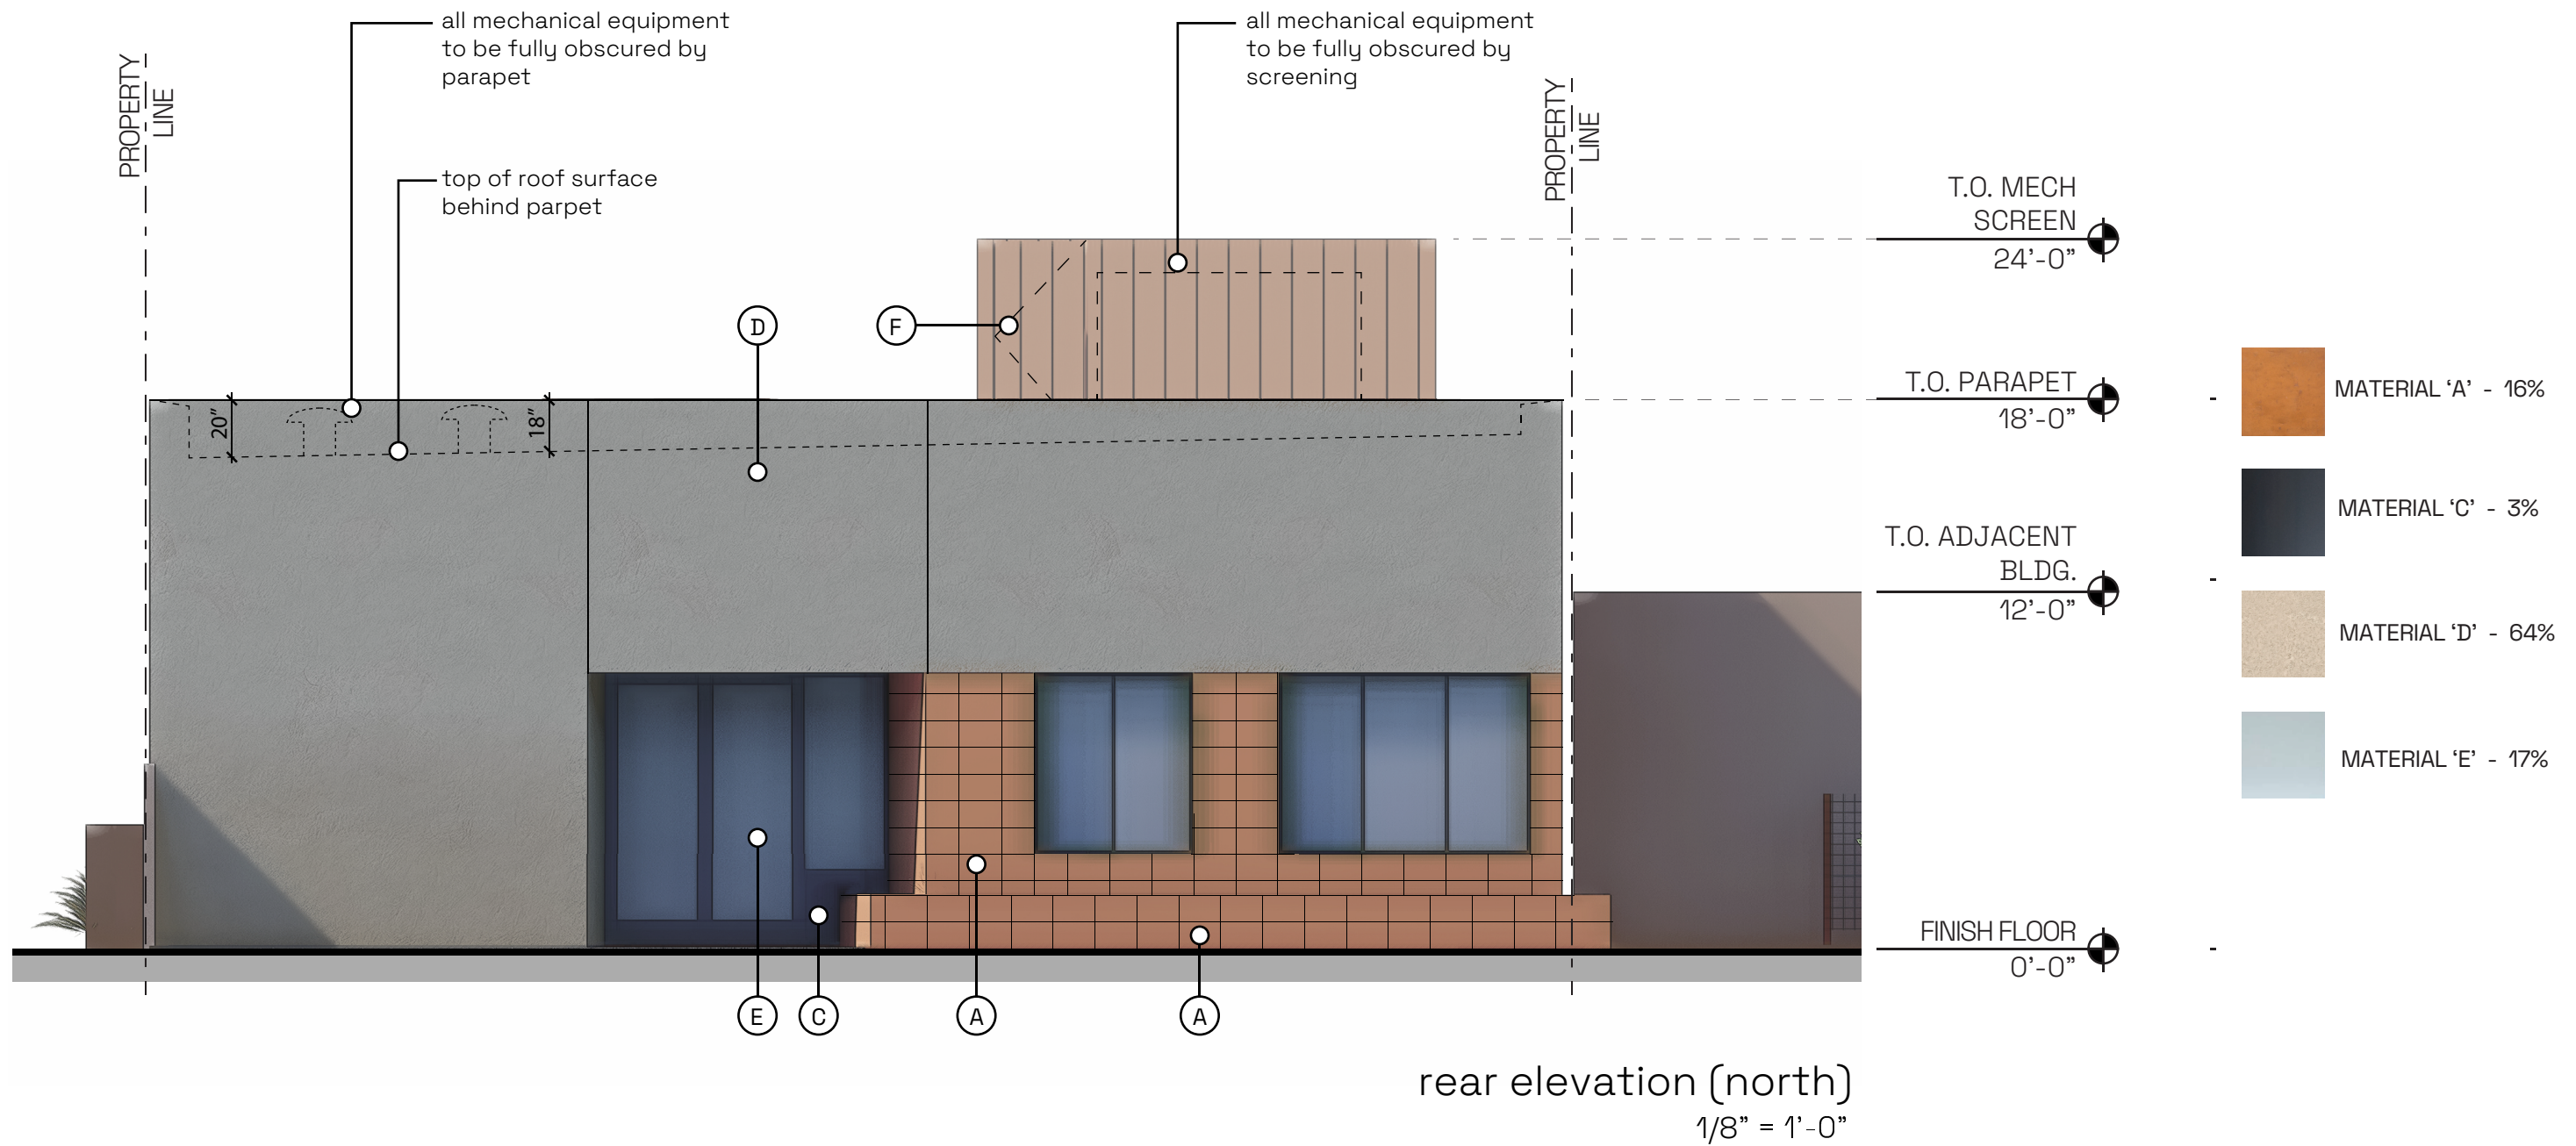 all mechanical equipment
to be fully obscured by
parapet
all mechanical equipment
to be fully obscured by
screening
PROPERTY
LINE
PROPERTY
LINE
top of roof surface
behind parpet
T.O. MECH
SCREEN
24'-0"
D
F
T.O. PARAPET
18'-0"
20"
18"
MATERIAL 'A' - 16%
MATERIAL 'C' - 3%
T.O. ADJACENT
BLDG.
12'-0"
MATERIAL 'D' - 64%
MATERIAL 'E' - 17%
FINISH FLOOR
0'-0"
E
C
A
A
rear elevation (north)
1/8" = 1'-0"